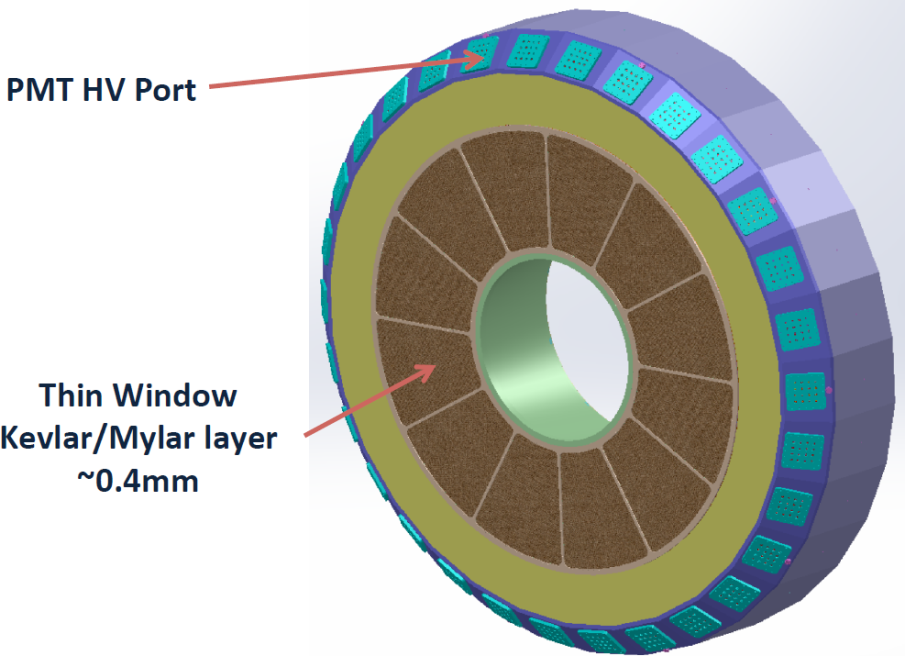 PMT HV Port
Thin Window
Kevlar/Mylar layer
~0.4mm